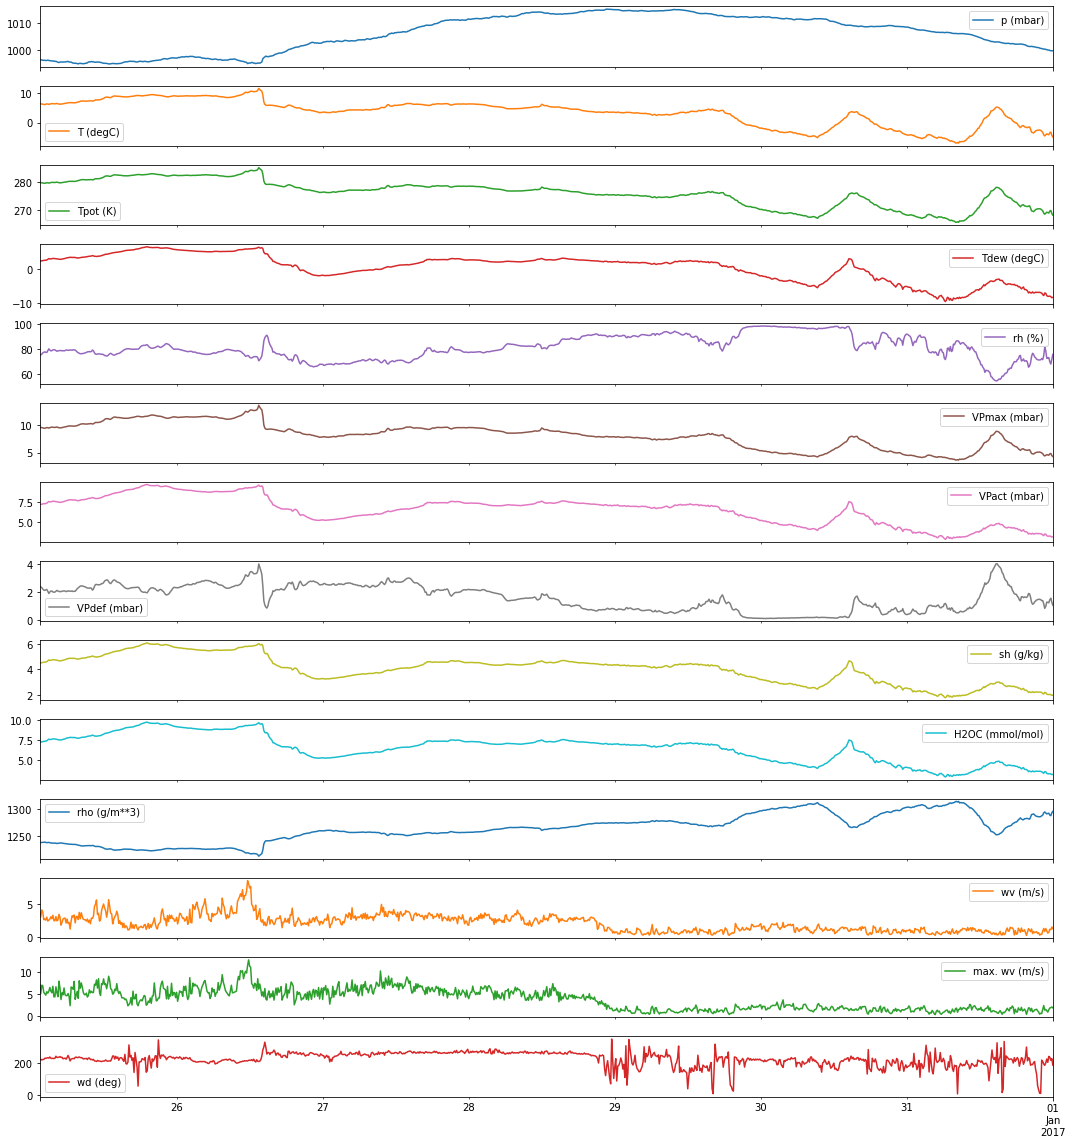 1010
1000
p (mbar)
10
0
T (degC)
280
270
Tpot (K)
0
−10
Tdew (degC)
100
80
60
rh (%)
10
5
VPmax (mbar)
7.5
5.0
VPact (mbar)
4
2
0
VPdef (mbar)
6
4
2
sh (g/kg)
10.0
7.5
5.0
H2OC (mmol/mol)
1300
1250
rho (g/m**3)
5
0
wv (m/s)
10
5
0
max. wv (m/s)
200
0
wd (deg)
26 27 28 29 30 31 01
Jan
2017